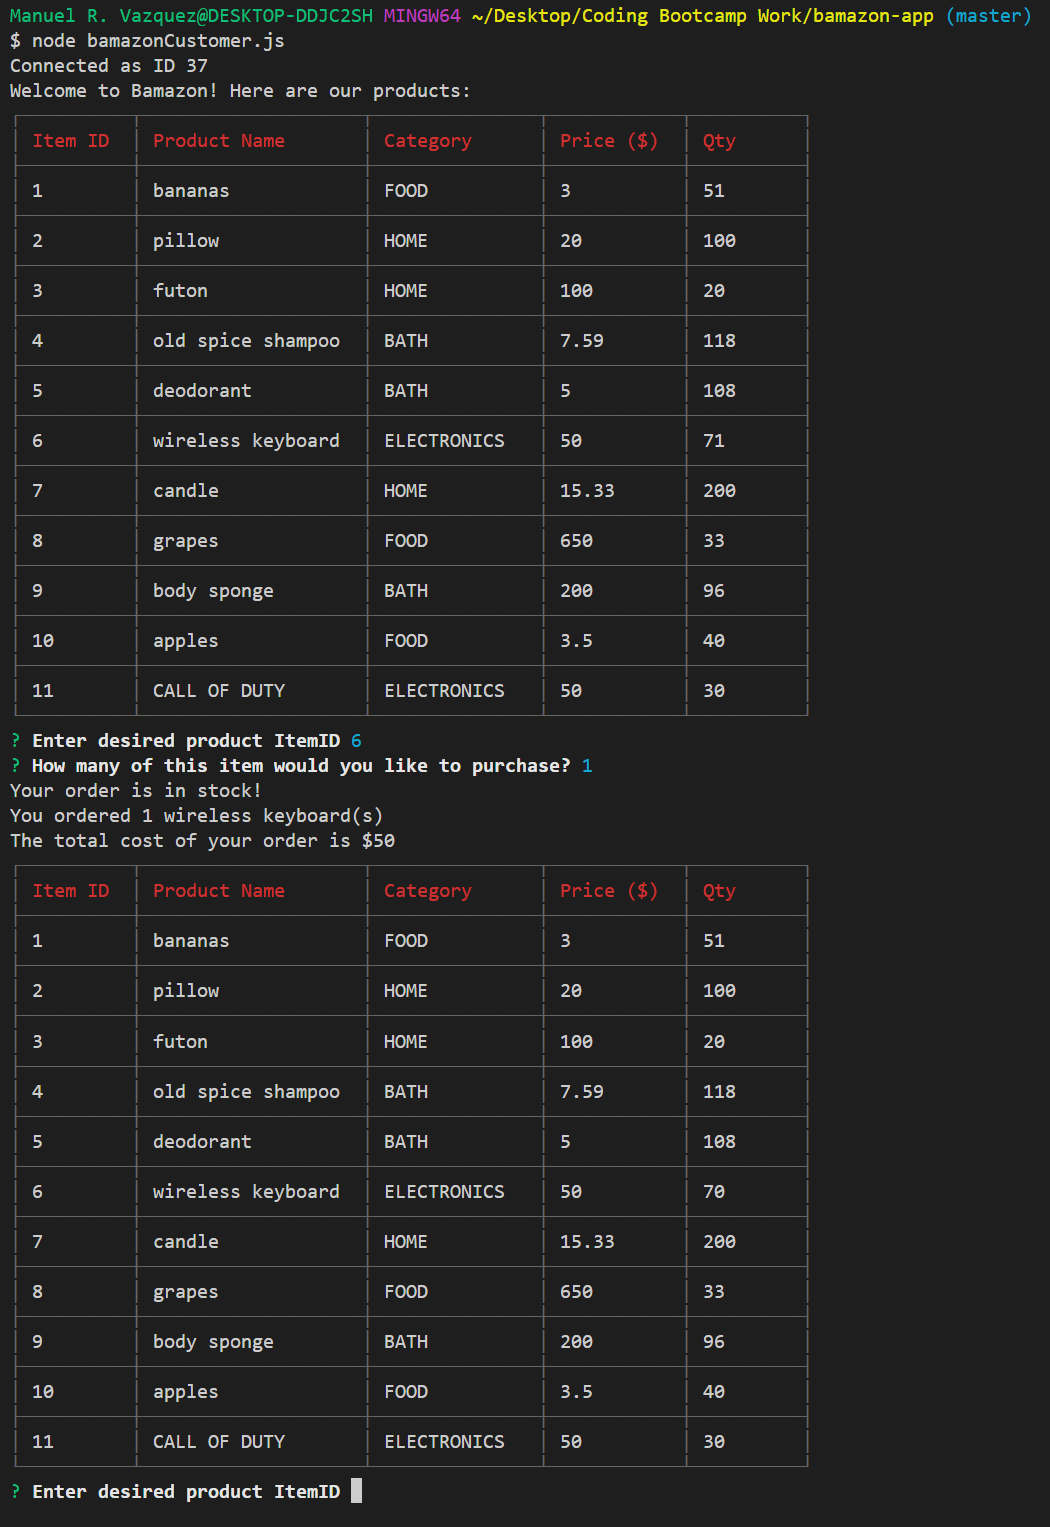 Manuel R. Vazquez@DESKTOP-DDJC2SH MINGW64 ~/Desktop/Coding Bootcamp Work/bamazon-app (master)
$ node bamazonCustomer.js
Connected as ID 37
Welcome to Bamazon! Here are our products:
Item ID Product Name Category Price ($) Qty
1 bananas FOOD 3 51
2 pillow HOME 20 100
3 futon HOME 100 20
4 old spice shampoo BATH 7.59 118
5 deodorant BATH 5 108
6 wireless keyboard ELECTRONICS 50 71
7 candle HOME 15.33 200
8 grapes FOOD 650 33
9 body sponge BATH 200 96
10 apples FOOD 3.5 40
11 CALL OF DUTY ELECTRONICS 50 30
? Enter desired product ItemID 6
? How many of this item would you like to purchase? 1
Your order is in stock!
You ordered 1 wireless keyboard(s)
The total cost of your order is $50
Item ID Product Name Category Price ($) Qty
1 bananas FOOD 3 51
2 pillow HOME 20 100
3 futon HOME 100 20
4 old spice shampoo BATH 7.59 118
5 deodorant BATH 5 108
6 wireless keyboard ELECTRONICS 50 70
7 candle HOME 15.33 200
8 grapes FOOD 650 33
9 body sponge BATH 200 96
10 apples FOOD 3.5 40
11 CALL OF DUTY ELECTRONICS 50 30
? Enter desired product ItemID